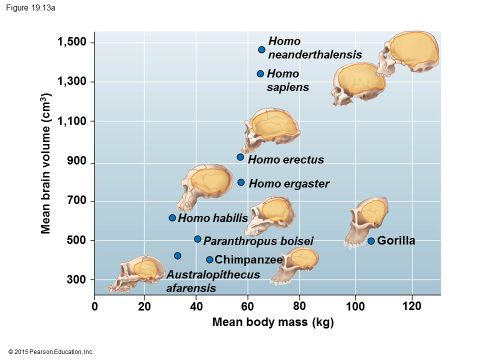 Figure 19.13a
1,500
1,300
1,100
900
700
500
300
Mean brain volume (cm³)
Homo
neanderthalensis
Homo
sapiens
Homo erectus
Homo ergaster
Homo habilis
Paranthropus boisei
Gorilla
Chimpanzee
Australopithecus
afarensis
0 20 40 60 80 100 120
Mean body mass (kg)
© 2015 Pearson Education, Inc.